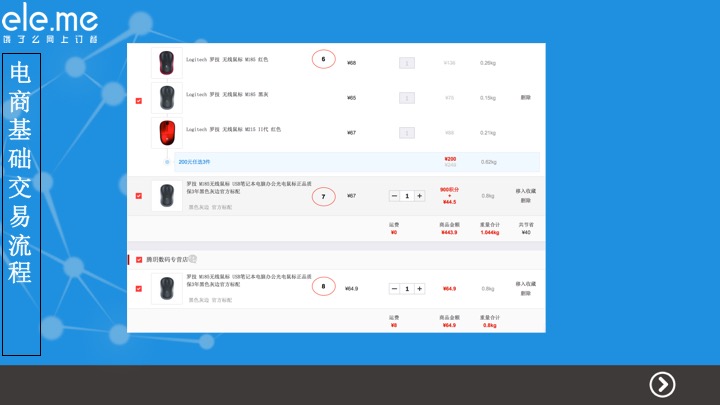 ele.me
饿了么网上订餐
电商基础交易流程
Logitech 罗技 无线鼠标 M165 红色
6
¥68
1
¥138
0.26kg
Logitech 罗技 无线鼠标 M165 黑灰
¥65
1
¥73
0.15kg
删除
Logitech 罗技 无线鼠标 M215 II代 红色
¥67
1
0.21kg
200元任选3件
¥200
¥249
0.62kg
罗技 M165无线鼠标 USB笔记本电脑办公光电鼠标正品质
保3年黑色灰边官方标配
黑色灰边 官方标配
7
¥67
1
900积分
+
¥44.5
0.8kg
移入收藏
删除
运费
¥0
商品金额
¥443.9
重量合计
1.844kg
共节省
¥40
腾玥数码专营店
罗技 M165无线鼠标 USB笔记本电脑办公光电鼠标正品质
保3年黑色灰边官方标配
黑色灰边 官方标配
8
¥64.9
1
¥64.9
0.8kg
移入收藏
删除
运费
¥0
商品金额
¥64.9
重量合计
0.8kg